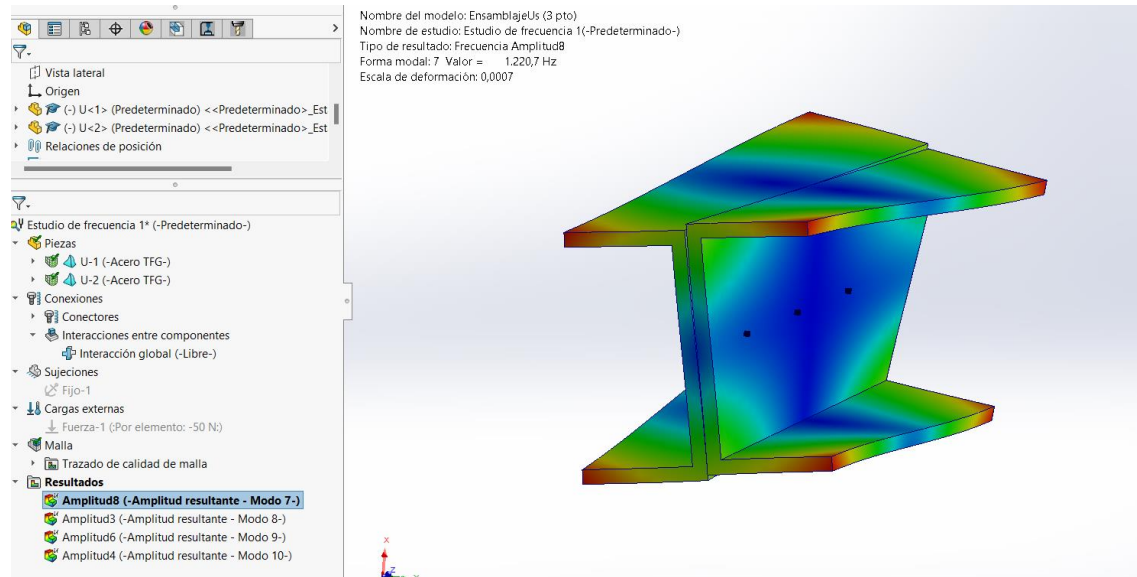 Vista lateral
Origen
(-) U<1> (Predeterminado) <<Predeterminado>_Est
(-) U<2> (Predeterminado) <<Predeterminado>_Est
Relaciones de posición
Estudio de frecuencia 1* (-Predeterminado-)
Piezas
U-1 (-Acero TFG-)
U-2 (-Acero TFG-)
Conexiones
Conectores
Interacciones entre componentes
Interacción global (-Libre-)
Sujeciones
Fijo-1
Cargas externas
Fuerza-1 (:Por elemento: -50 N:)
Malla
Trazado de calidad de malla
Resultados
Amplitud8 (-Amplitud resultante - Modo 7-)
Amplitud3 (-Amplitud resultante - Modo 8-)
Amplitud6 (-Amplitud resultante - Modo 9-)
Amplitud4 (-Amplitud resultante - Modo 10-)
Nombre del modelo: EnsamblajeUs (3 pto)
Nombre de estudio: Estudio de frecuencia 1(-Predeterminado-)
Tipo de resultado: Frecuencia Amplitud8
Forma modal: 7 Valor = 1.220,7 Hz
Escala de deformación: 0,0007
x
z